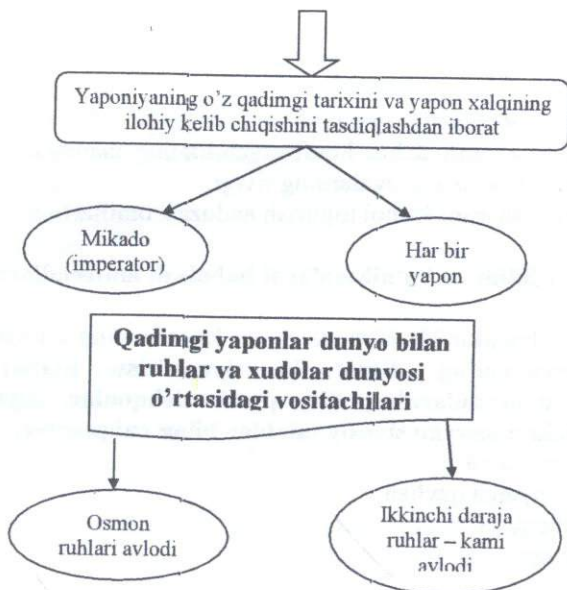 Yaponiyaning o’z qadimgi tarixini va yapon xalqining
ilohiy kelib chiqishini tasdiqlashdan iborat
Mikado
(imperator)
Har bir
yapon
Qadimgi yaponlar dunyo bilan
ruhlar va xudolar dunyosi
o’rtasidagi vositachilari
Osmon
ruhlari avlodi
Ikkinchi daraja
ruhlar – kami
avlodi